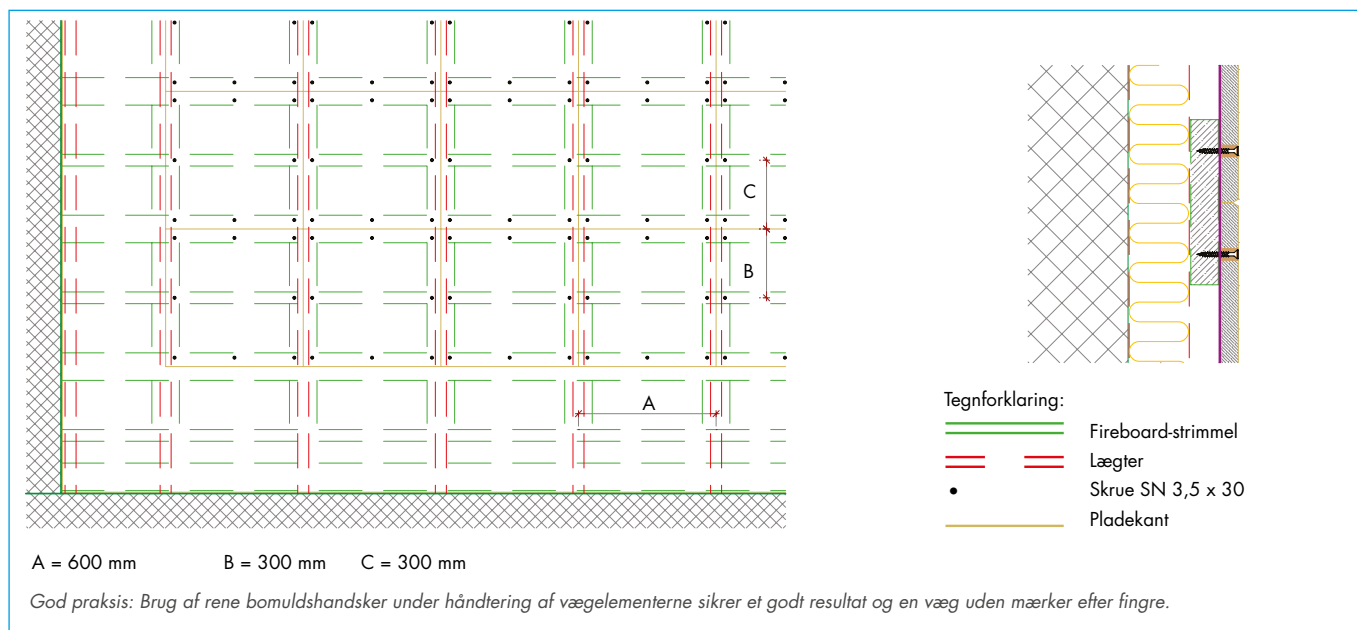 C
B
A
Tegnforklaring:
Fireboard-strimmel
Lægter
Skrue SN 3,5 x 30
Pladekant
A = 600 mm B = 300 mm C = 300 mm
God praksis: Brug af rene bomuldshandsker under håndtering af vægelementerne sikrer et godt resultat og en væg uden mærker efter fingre.